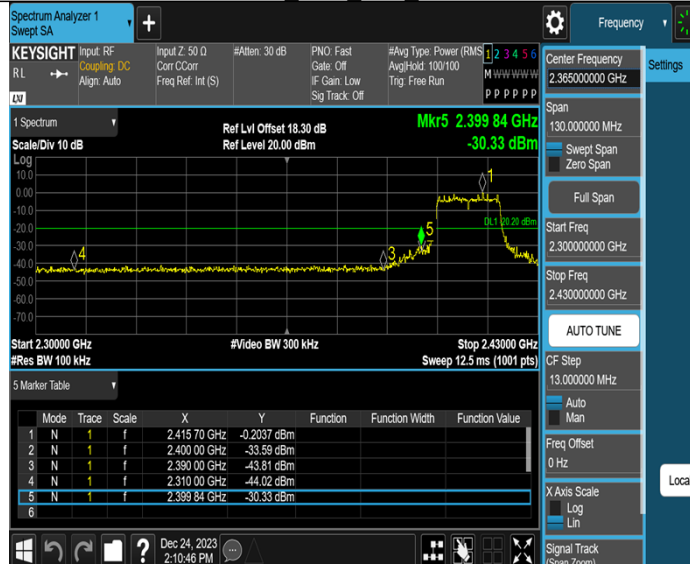 Spectrum Analyzer 1
Swept SA
Frequency
KEYSIGHT
RL
LXI
Input: RF
Coupling: DC
Align: Auto
Input Z: 50 Ω
Corr CCorr
Freq Ref: Int (S)
#Atten: 30 dB
PNO: Fast
Gate: Off
IF Gain: Low
Sig Track: Off
#Avg Type: Power (RMS
Avg|Hold: 100/100
Trig: Free Run
1 2 3 4 5 6
M W W W W W
P P P P P P
1 Spectrum
Scale/Div 10 dB
Ref Lvl Offset 18.30 dB
Ref Level 20.00 dBm
Mkr5 2.399 84 GHz
-30.33 dBm
Log
10.0
0.00
-10.0
-20.0
-30.0
-40.0
-50.0
-60.0
-70.0
1
DL1 -20.20 dBm
5
3
4
Start 2.30000 GHz
#Video BW 300 kHz
Stop 2.43000 GHz
#Res BW 100 kHz
Sweep 12.5 ms (1001 pts)
5 Marker Table
Mode Trace Scale X Y Function Function Width Function Value
1 N 1 f 2.415 70 GHz -0.2037 dBm
2 N 1 f 2.400 00 GHz -33.59 dBm
3 N 1 f 2.390 00 GHz -43.81 dBm
4 N 1 f 2.310 00 GHz -44.02 dBm
5 N 1 f 2.399 84 GHz -30.33 dBm
6
?
Dec 24, 2023
2:10:46 PM
Center Frequency
2.365000000 GHz
Span
130.000000 MHz
Swept Span
Zero Span
Full Span
Start Freq
2.300000000 GHz
Stop Freq
2.430000000 GHz
AUTO TUNE
CF Step
13.000000 MHz
Auto
Man
Freq Offset
0 Hz
X Axis Scale
Log
Lin
Signal Track
(Span Zoom)
Settings
Loca